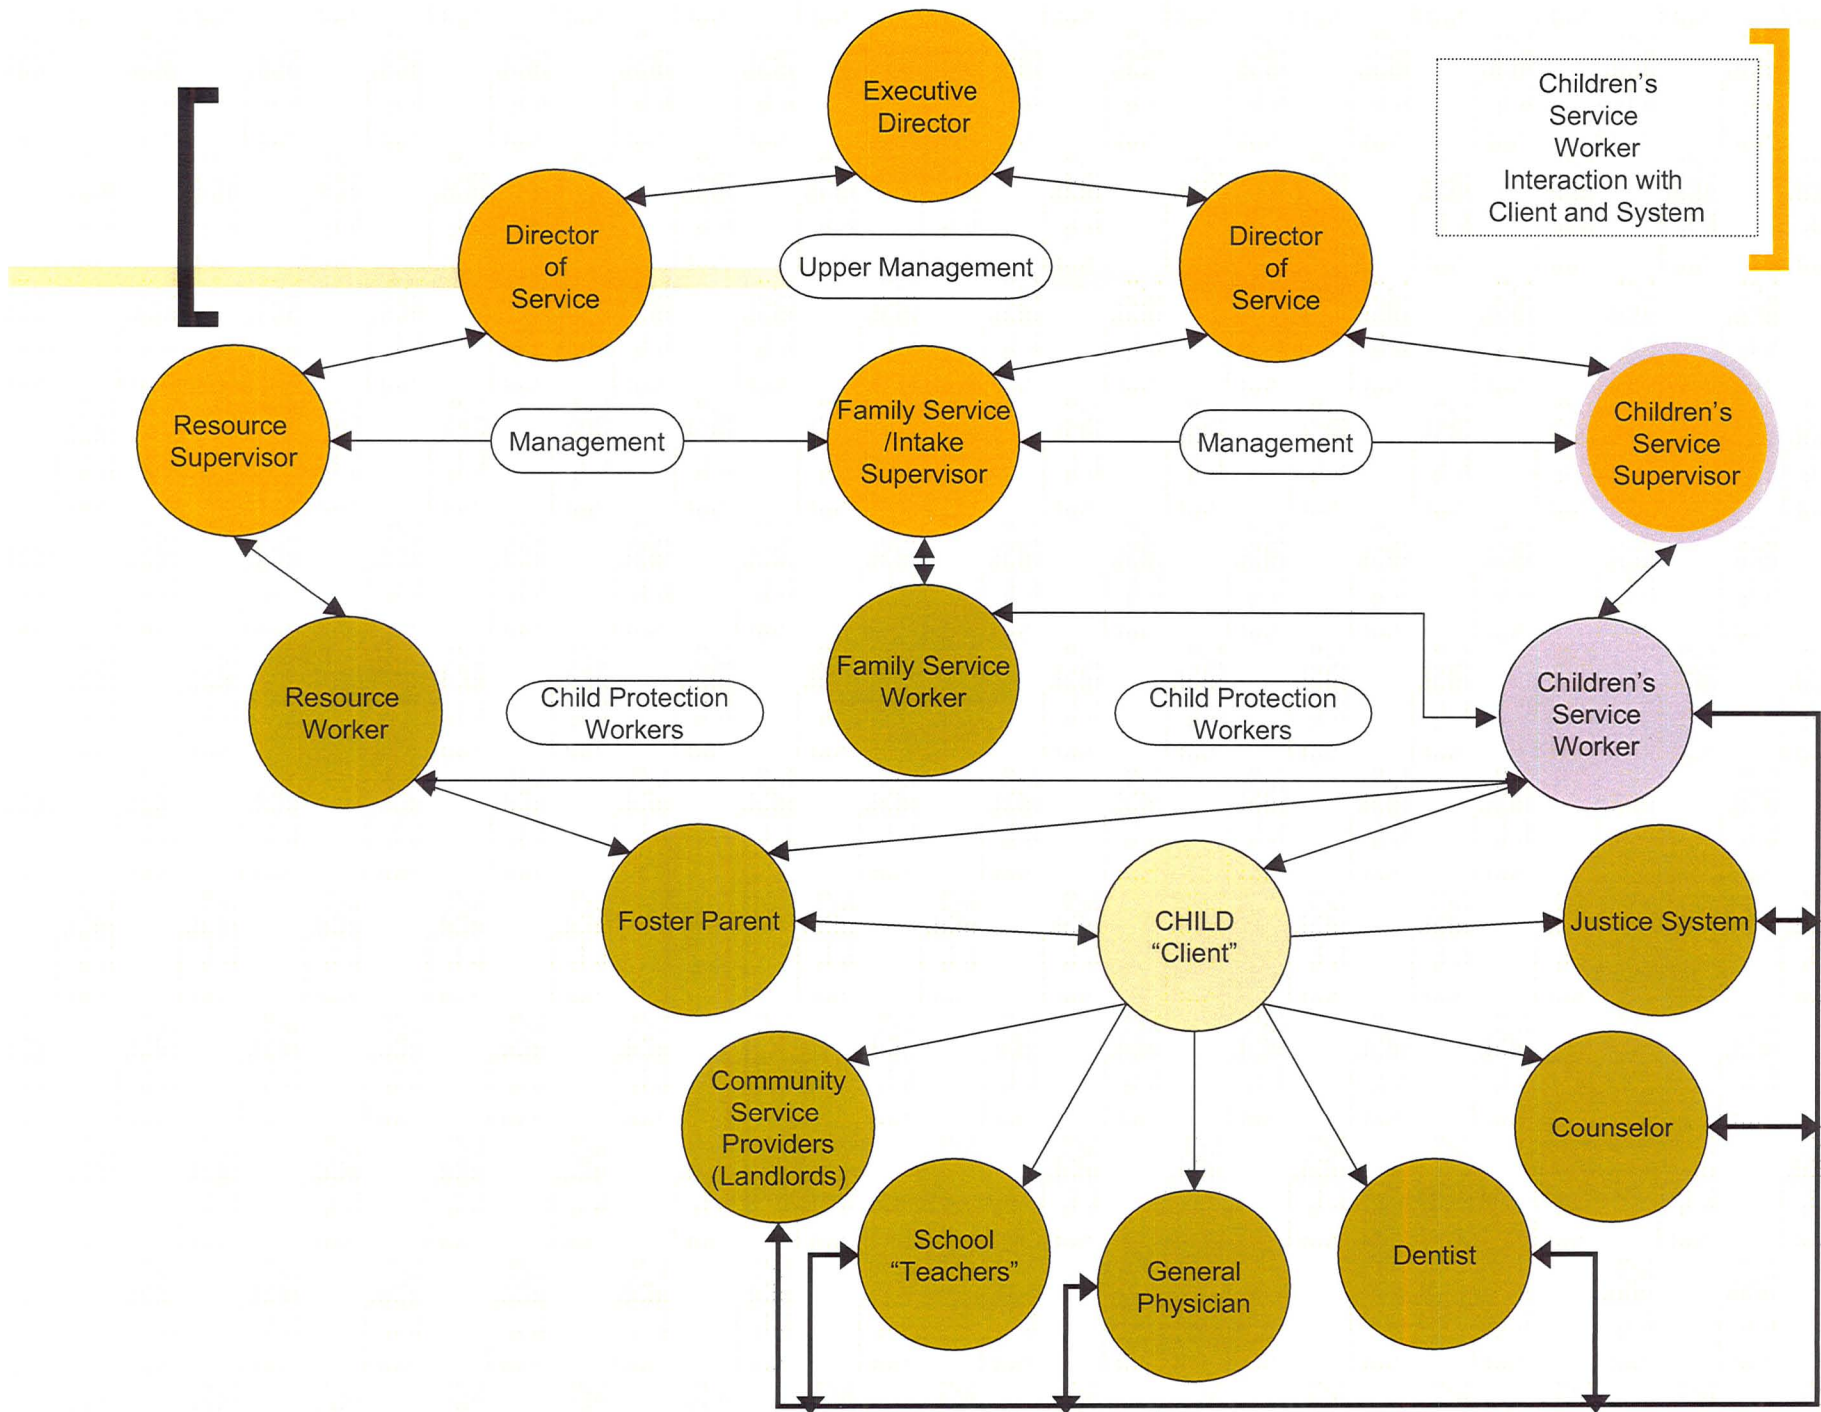 Executive
Director
Children's
Service
Worker
Interaction with
Client and System
Director
of
Service
Upper Management
Director
of
Service
Resource
Supervisor
Management
Family Service
/Intake
Supervisor
Management
Children's
Service
Supervisor
Resource
Worker
Child Protection
Workers
Family Service
Worker
Child Protection
Workers
Children's
Service
Worker
Foster Parent
CHILD
“Client”
Justice System
Community
Service
Providers
(Landlords)
Counselor
School
“Teachers”
General
Physician
Dentist